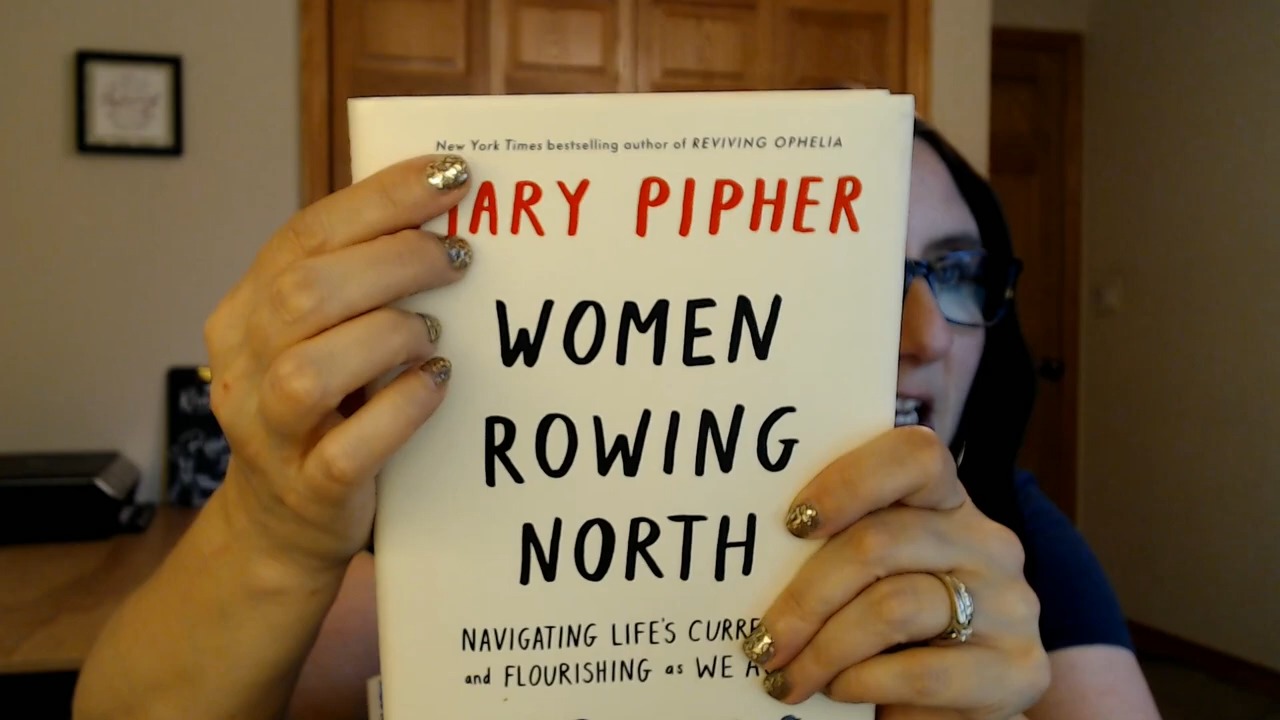 New York Times bestselling author of REVIVING OPHELIA
MARY PIPHER
WOMEN
ROWING
NORTH
NAVIGATING LIFE'S CURRE
and FLOURISHING as WE A